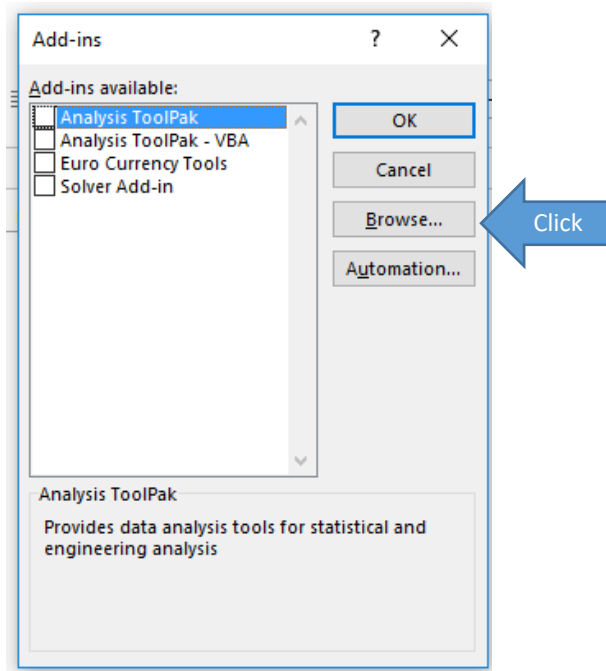 Add-ins ?
Add-ins available:
Analysis ToolPak
Analysis ToolPak - VBA
Euro Currency Tools
Solver Add-in
OK
Cancel
Browse...
Click
Automation...
Analysis ToolPak
Provides data analysis tools for statistical and
engineering analysis